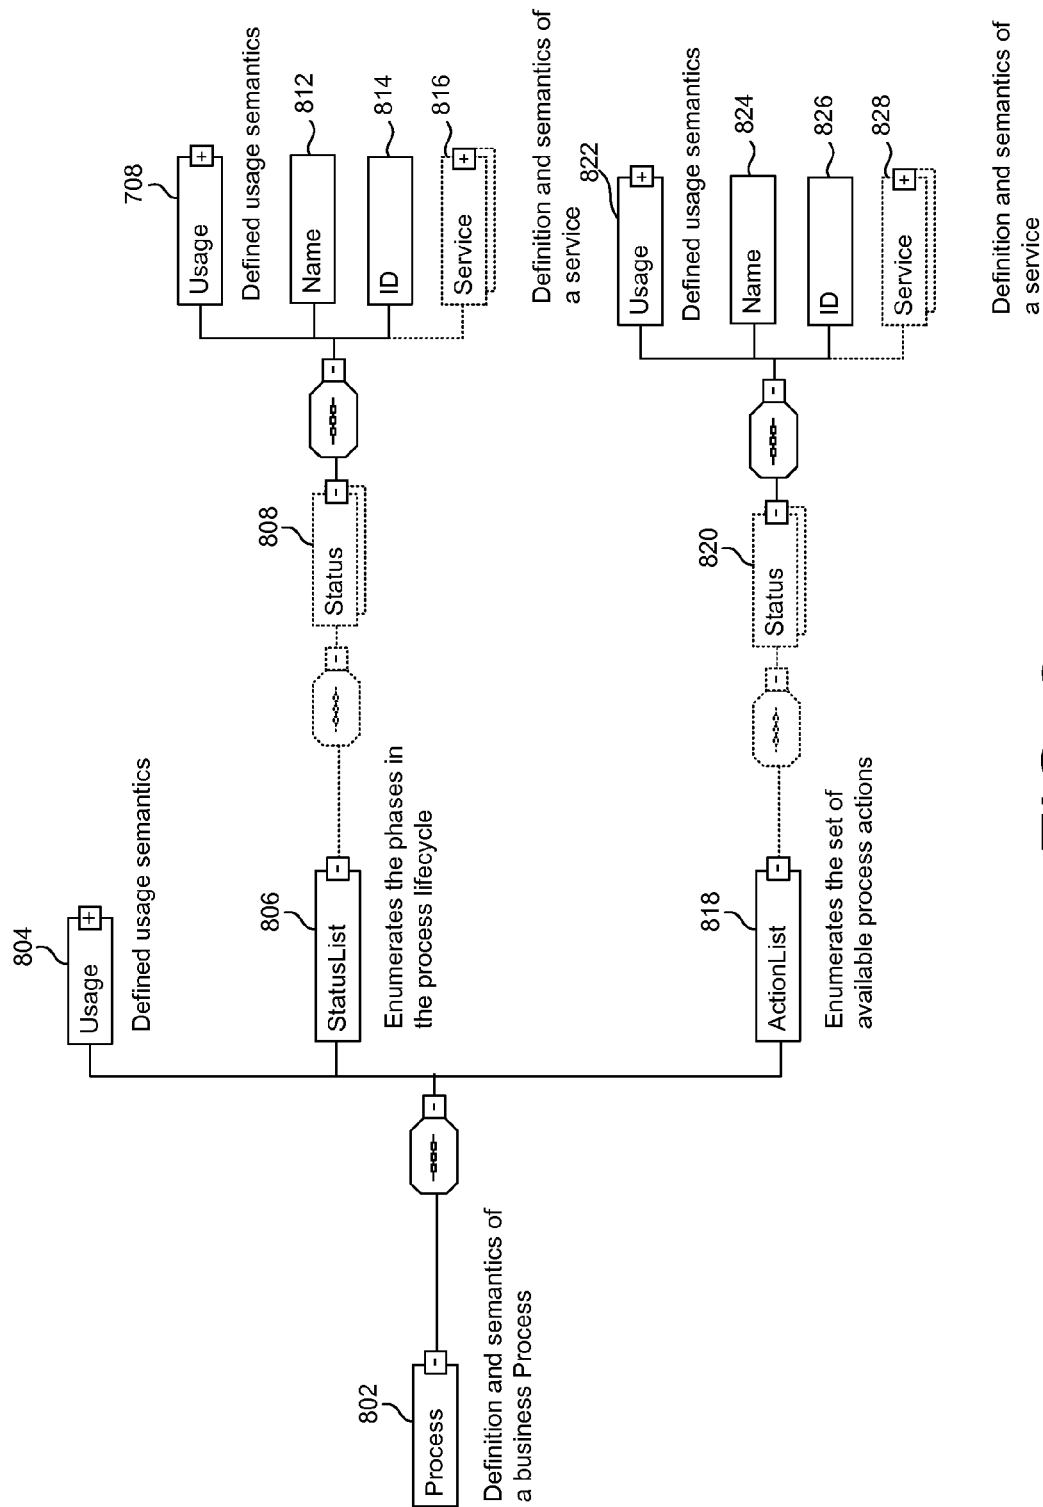 802
Process
Definition and semantics of
a business Process
804
Usage
Defined usage semantics
806
StatusList
Enumerates the phases in
the process lifecycle
808
Status
708
Usage
Defined usage semantics
Name
812
ID
814
Service
816
Definition and semantics of
a service
818
ActionList
Enumerates the set of
available process actions
820
Status
822
Usage
Defined usage semantics
Name
824
ID
826
Service
828
Definition and semantics of
a service